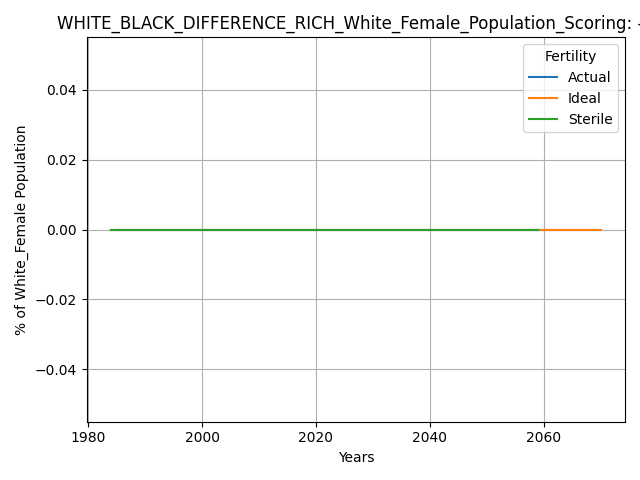 WHITE_BLACK_DIFFERENCE_RICH_White_Female_Population_Scoring: -
Fertility
Actual
Ideal
Sterile
% of White_Female Population
0.04
0.02
0.00
−0.02
−0.04
1980 2000 2020 2040 2060
Years